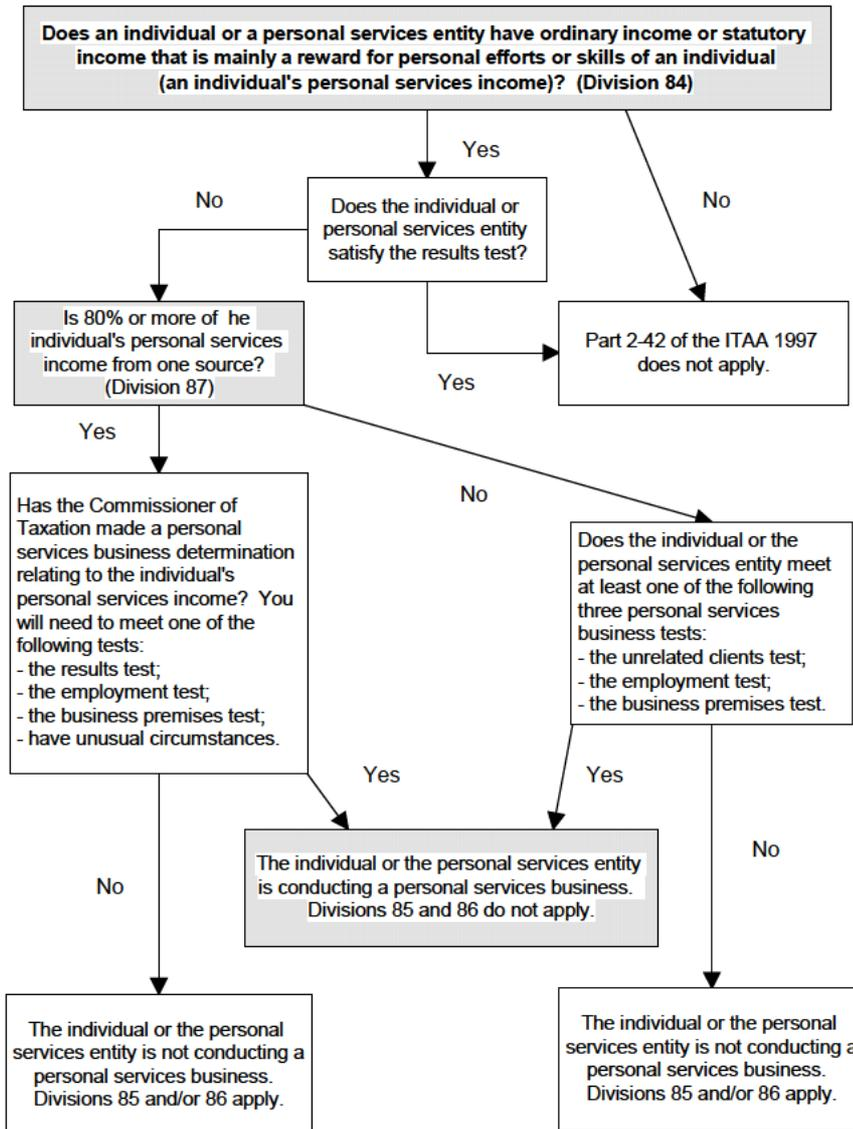 Does an individual or a personal services entity have ordinary income or statutory
income that is mainly a reward for personal efforts or skills of an individual
(an individual's personal services income)?  (Division 84)
Yes
No
No
Does the individual or
personal services entity
satisfy the results test?
Is 80% or more of  he
individual's personal services
income from one source?
(Division 87)
Part 2-42 of the ITAA 1997
does not apply.
Yes
Yes
No
Has the Commissioner of
Taxation made a personal
services business determination
relating to the individual's
personal services income?  You
will need to meet one of the
following tests:
- the results test;
- the employment test;
- the business premises test;
- have unusual circumstances.
Does the individual or the
personal services entity meet
at least one of the following
three personal services
business tests:
- the unrelated clients test;
- the employment test;
- the business premises test.
Yes
Yes
No
No
The individual or the personal services entity
is conducting a personal services business.
Divisions 85 and 86 do not apply.
The individual or the personal
services entity is not conducting a
personal services business.
Divisions 85 and/or 86 apply.
The individual or the personal
services entity is not conducting a
personal services business.
Divisions 85 and/or 86 apply.